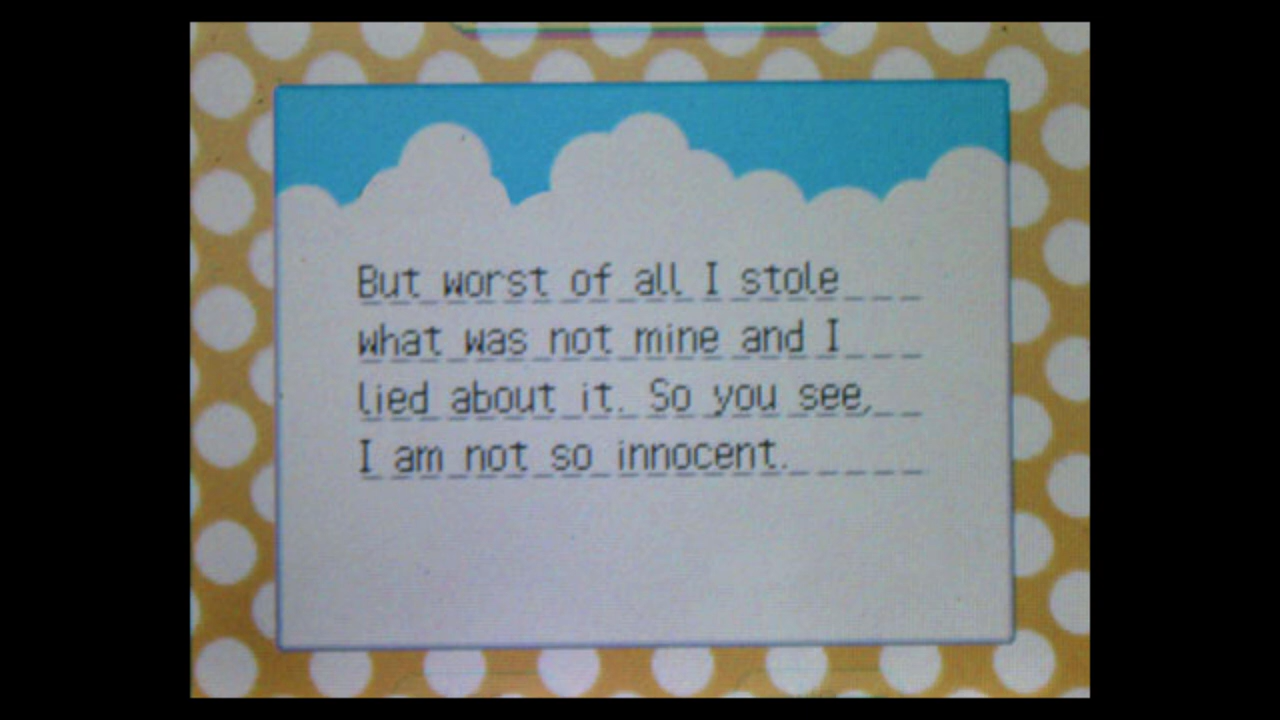 But worst of all I stole
what was not mine and I
lied about it. So you see,
I am not so innocent.